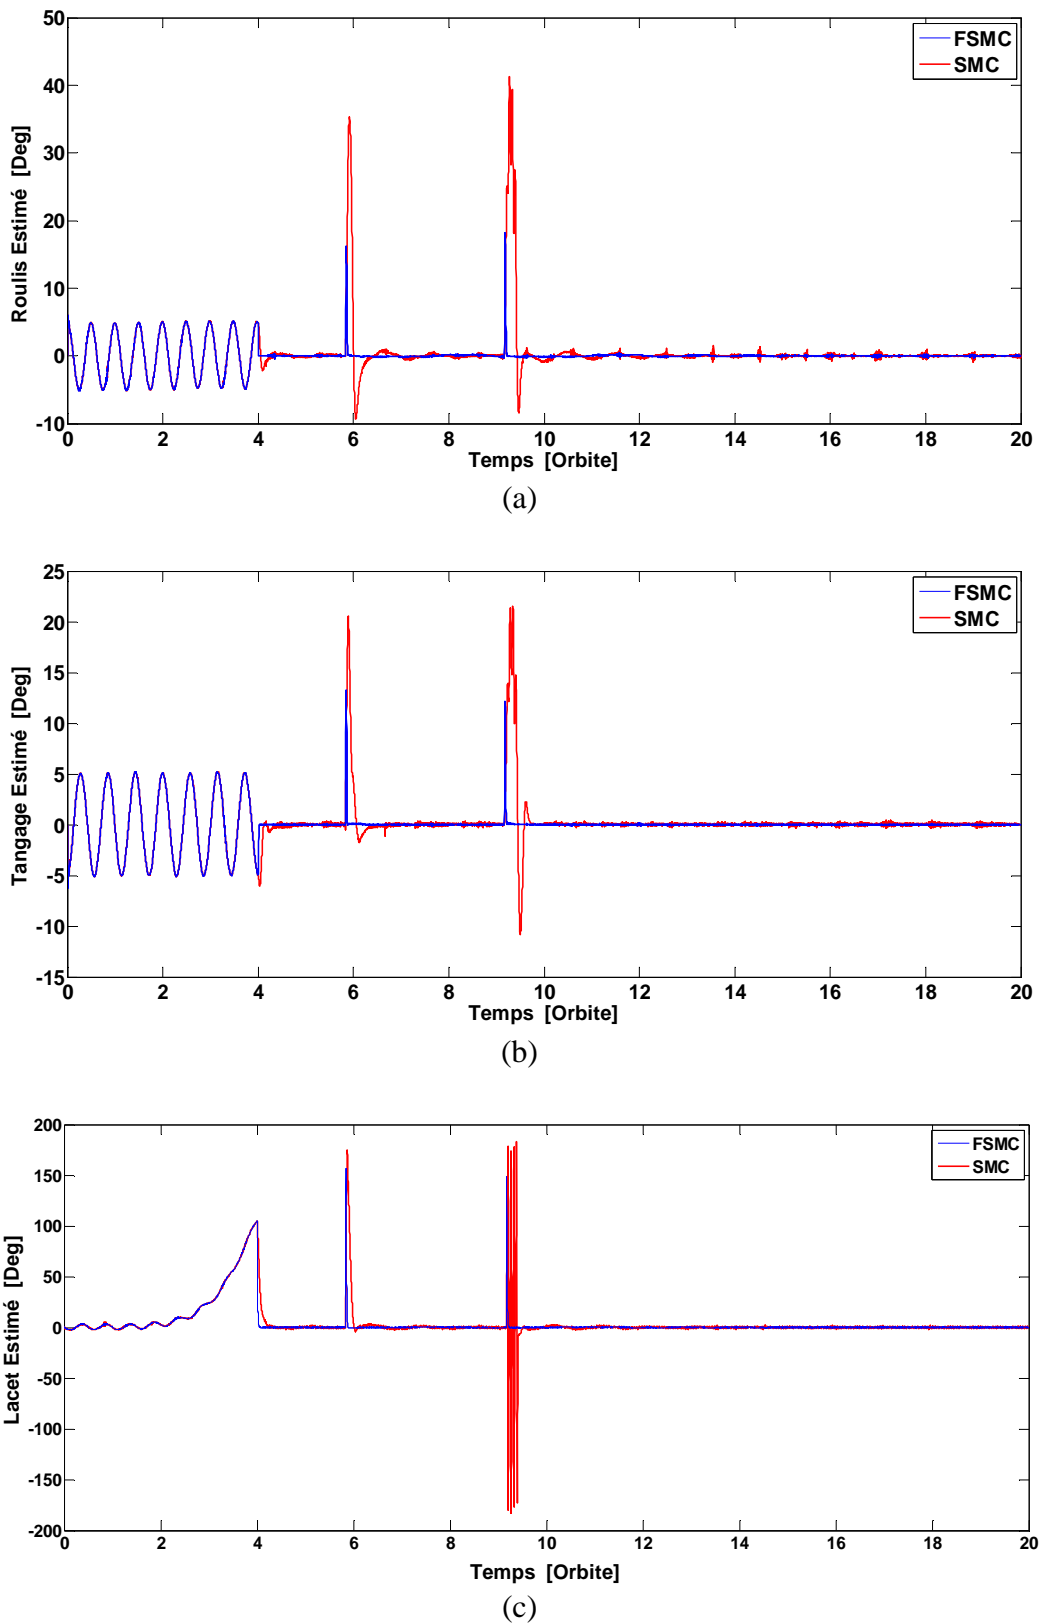 50
40
30
20
10
0
-10
Roulis Estimé [Deg]
FSMC
SMC
0 2 4 6 8 10 12 14 16 18 20
Temps [Orbite]
(a)
25
20
15
10
5
0
-5
-10
-15
Tangage Estimé [Deg]
FSMC
SMC
0 2 4 6 8 10 12 14 16 18 20
Temps [Orbite]
(b)
200
150
100
50
0
-50
-100
-150
-200
Lacet Estimé [Deg]
FSMC
SMC
0 2 4 6 8 10 12 14 16 18 20
Temps [Orbite]
(c)